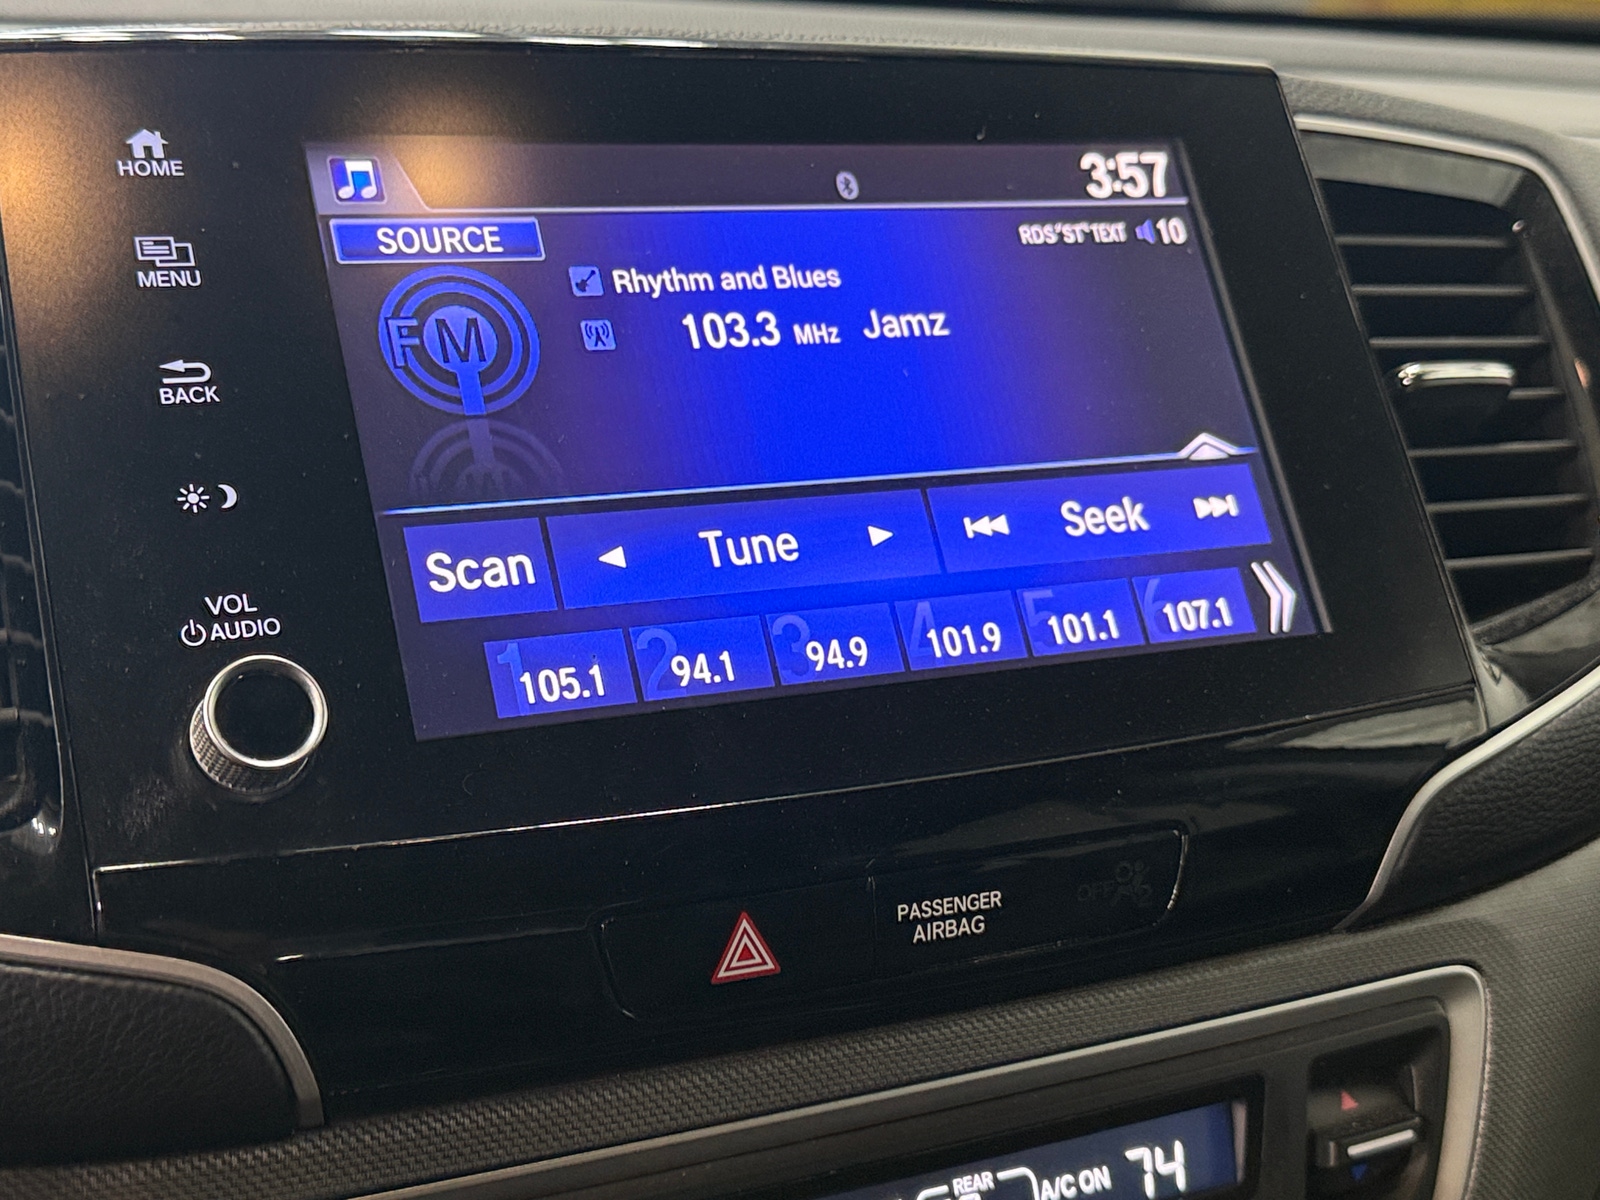 HOME
MENU
BACK
VOL
AUDIO
3:57
SOURCE
RDS ST TEXT 10
FM
Rhythm and Blues
103.3 MHz Jamz
Scan
Tune
Seek
1 105.1
2 94.1
3 94.9
4 101.9
5 101.1
6 107.1
PASSENGER
AIRBAG
OFF
REAR
A/C ON
74